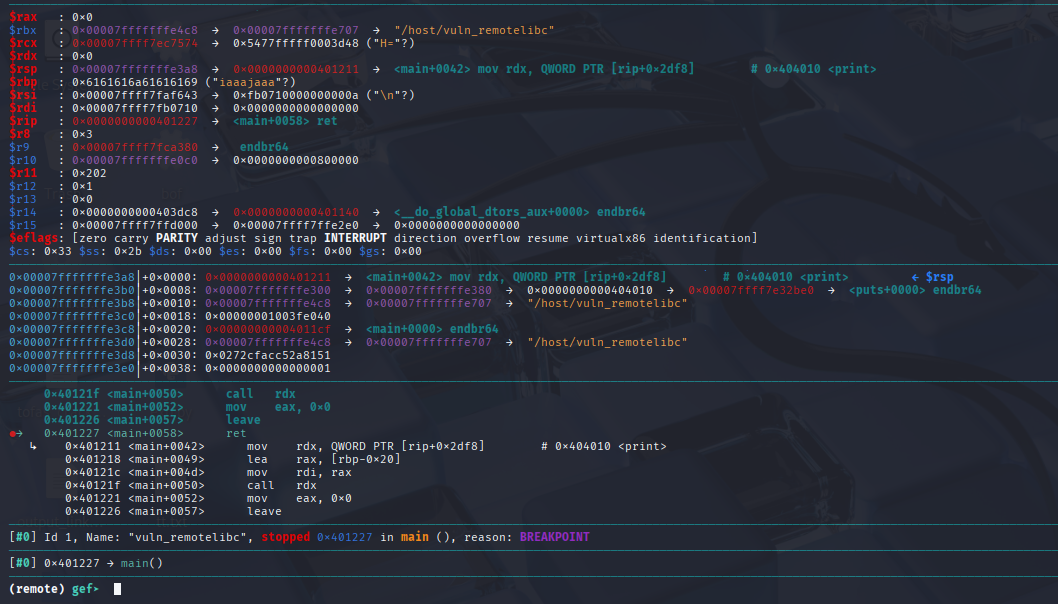 $rax   : 0×0
$rbx   : 0×00007fffffffe4c8  →  0×00007fffffffe707  →  "/host/vuln_remotelibc"
$rcx   : 0×00007ffff7ec7574  →  0×5477fffff0003d48 ("H="?)
$rdx   : 0×0
$rsp   : 0×00007fffffffe3a8  →  0×0000000000401211  →  <main+0042> mov rdx, QWORD PTR [rip+0×2df8]        # 0×404010 <print>
$rbp   : 0×6161616a61616169 ("iaaajaaa"?)
$rsi   : 0×00007ffff7faf643  →  0×fb0710000000000a ("\n"?)
$rdi   : 0×00007ffff7fb0710  →  0×0000000000000000
$rip   : 0×0000000000401227  →  <main+0058> ret
$r8    : 0×3
$r9    : 0×00007ffff7fca380  →   endbr64
$r10   : 0×00007fffffffe0c0  →  0×0000000000800000
$r11   : 0×202
$r12   : 0×1
$r13   : 0×0
$r14   : 0×0000000000403dc8  →  0×0000000000401140  →  <__do_global_dtors_aux+0000> endbr64
$r15   : 0×00007ffff7ffd000  →  0×00007ffff7ffe2e0  →  0×0000000000000000
$eflags: [zero carry PARITY adjust sign trap INTERRUPT direction overflow resume virtualx86 identification]
$cs: 0×33 $ss: 0×2b $ds: 0×00 $es: 0×00 $fs: 0×00 $gs: 0×00
0×00007fffffffe3a8│+0×0000: 0×0000000000401211  →  <main+0042> mov rdx, QWORD PTR [rip+0×2df8]        # 0×404010 <print>         ← $rsp
0×00007fffffffe3b0│+0×0008: 0×00007fffffffe300  →  0×00007fffffffe380  →  0×0000000000404010  →  0×00007ffff7e32be0  →  <puts+0000> endbr64
0×00007fffffffe3b8│+0×0010: 0×00007fffffffe4c8  →  0×00007fffffffe707  →  "/host/vuln_remotelibc"
0×00007fffffffe3c0│+0×0018: 0×00000001003fe040
0×00007fffffffe3c8│+0×0020: 0×00000000004011cf  →  <main+0000> endbr64
0×00007fffffffe3d0│+0×0028: 0×00007fffffffe4c8  →  0×00007fffffffe707  →  "/host/vuln_remotelibc"
0×00007fffffffe3d8│+0×0030: 0×0272cfacc52a8151
0×00007fffffffe3e0│+0×0038: 0×0000000000000001
0×40121f <main+0050>      call   rdx
0×401221 <main+0052>      mov    eax, 0×0
0×401226 <main+0057>      leave
●→   0×401227 <main+0058>      ret
↳    0×401211 <main+0042>      mov    rdx, QWORD PTR [rip+0×2df8]        # 0×404010 <print>
0×401218 <main+0049>      lea    rax, [rbp-0×20]
0×40121c <main+004d>      mov    rdi, rax
0×40121f <main+0050>      call   rdx
0×401221 <main+0052>      mov    eax, 0×0
0×401226 <main+0057>      leave
[#0] Id 1, Name: "vuln_remotelibc", stopped 0×401227 in main (), reason: BREAKPOINT
[#0] 0×401227 → main()
(remote) gef➤